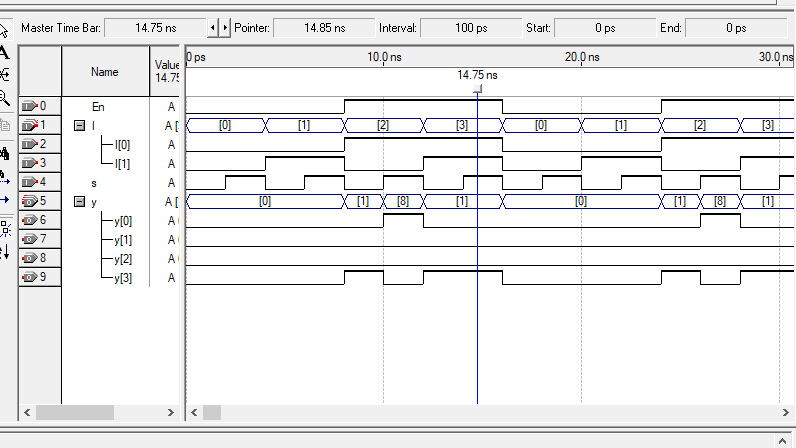 Master Time Bar: 14.75 ns Pointer: 14.85 ns Interval: 100 ps Start: 0 ps End: 0 ps
Name Value 14.75 0 ps 10.0 ns 20.0 ns 30.0 ns
14.75 ns
0 En A
1 I A [ [0] [1] [2] [3] [0] [1] [2] [3]
2 I[0] A
3 I[1] A
4 s A
5 y A [ [0] [1] [8] [1] [0] [1] [8] [1]
6 y[0] A (
7 y[1] A (
8 y[2] A (
9 y[3] A